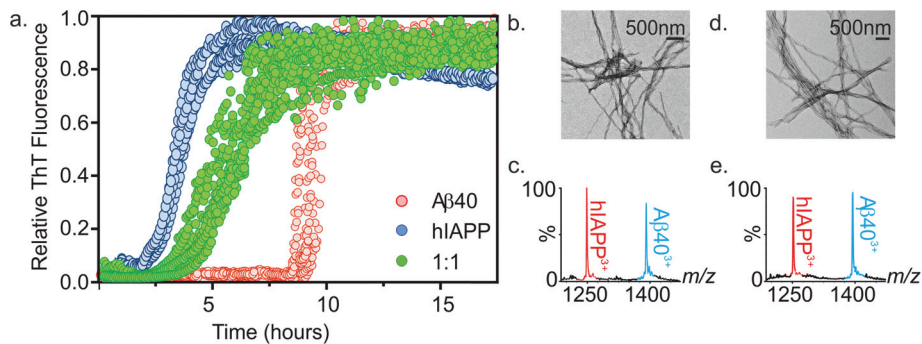 a.
Relative ThT Fluorescence
1.0
0.8
0.6
0.4
0.2
0.0
5
10
15
Time (hours)
Aβ40
hIAPP
1:1
b.
500nm
d.
500nm
c.
100
%
0
hIAPP3+
Aβ403+
m/z
1250
1400
e.
100
%
0
hIAPP3+
Aβ403+
m/z
1250
1400